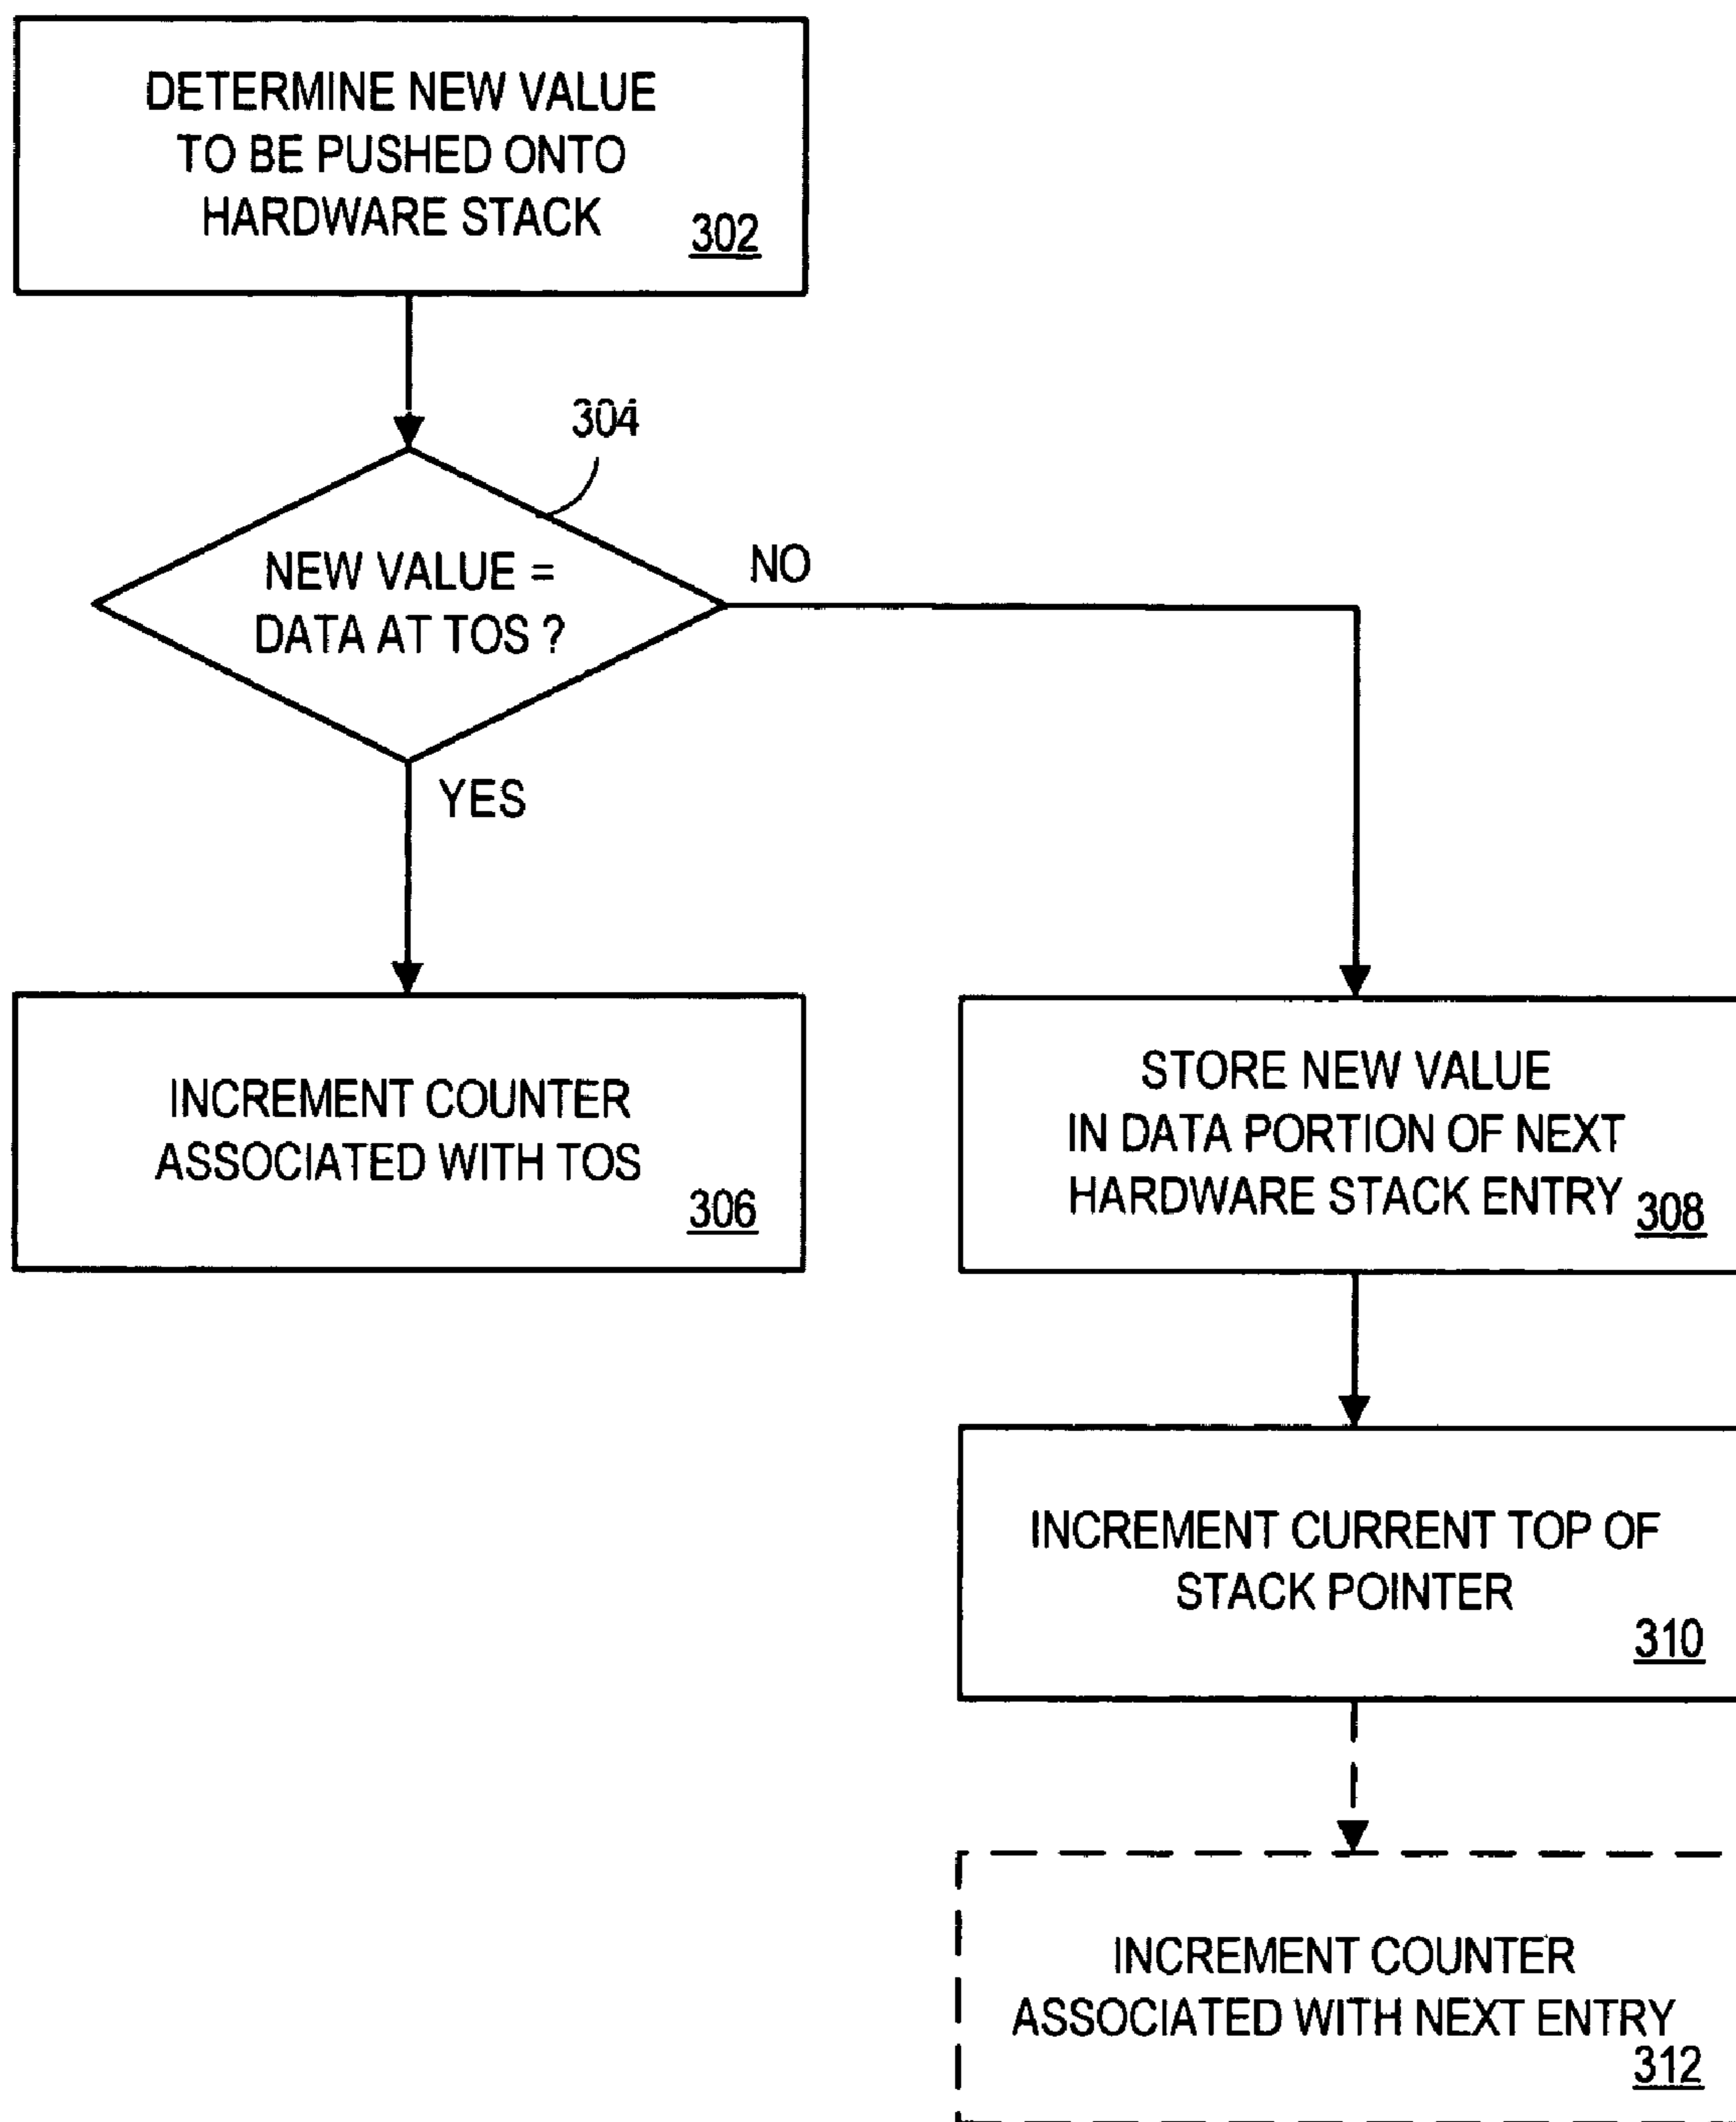 DETERMINE NEW VALUE
TO BE PUSHED ONTO
HARDWARE STACK
302
304
NEW VALUE =
DATA AT TOS ?
NO
YES
INCREMENT COUNTER
ASSOCIATED WITH TOS
306
STORE NEW VALUE
IN DATA PORTION OF NEXT
HARDWARE STACK ENTRY
308
INCREMENT CURRENT TOP OF
STACK POINTER
310
INCREMENT COUNTER
ASSOCIATED WITH NEXT ENTRY
312